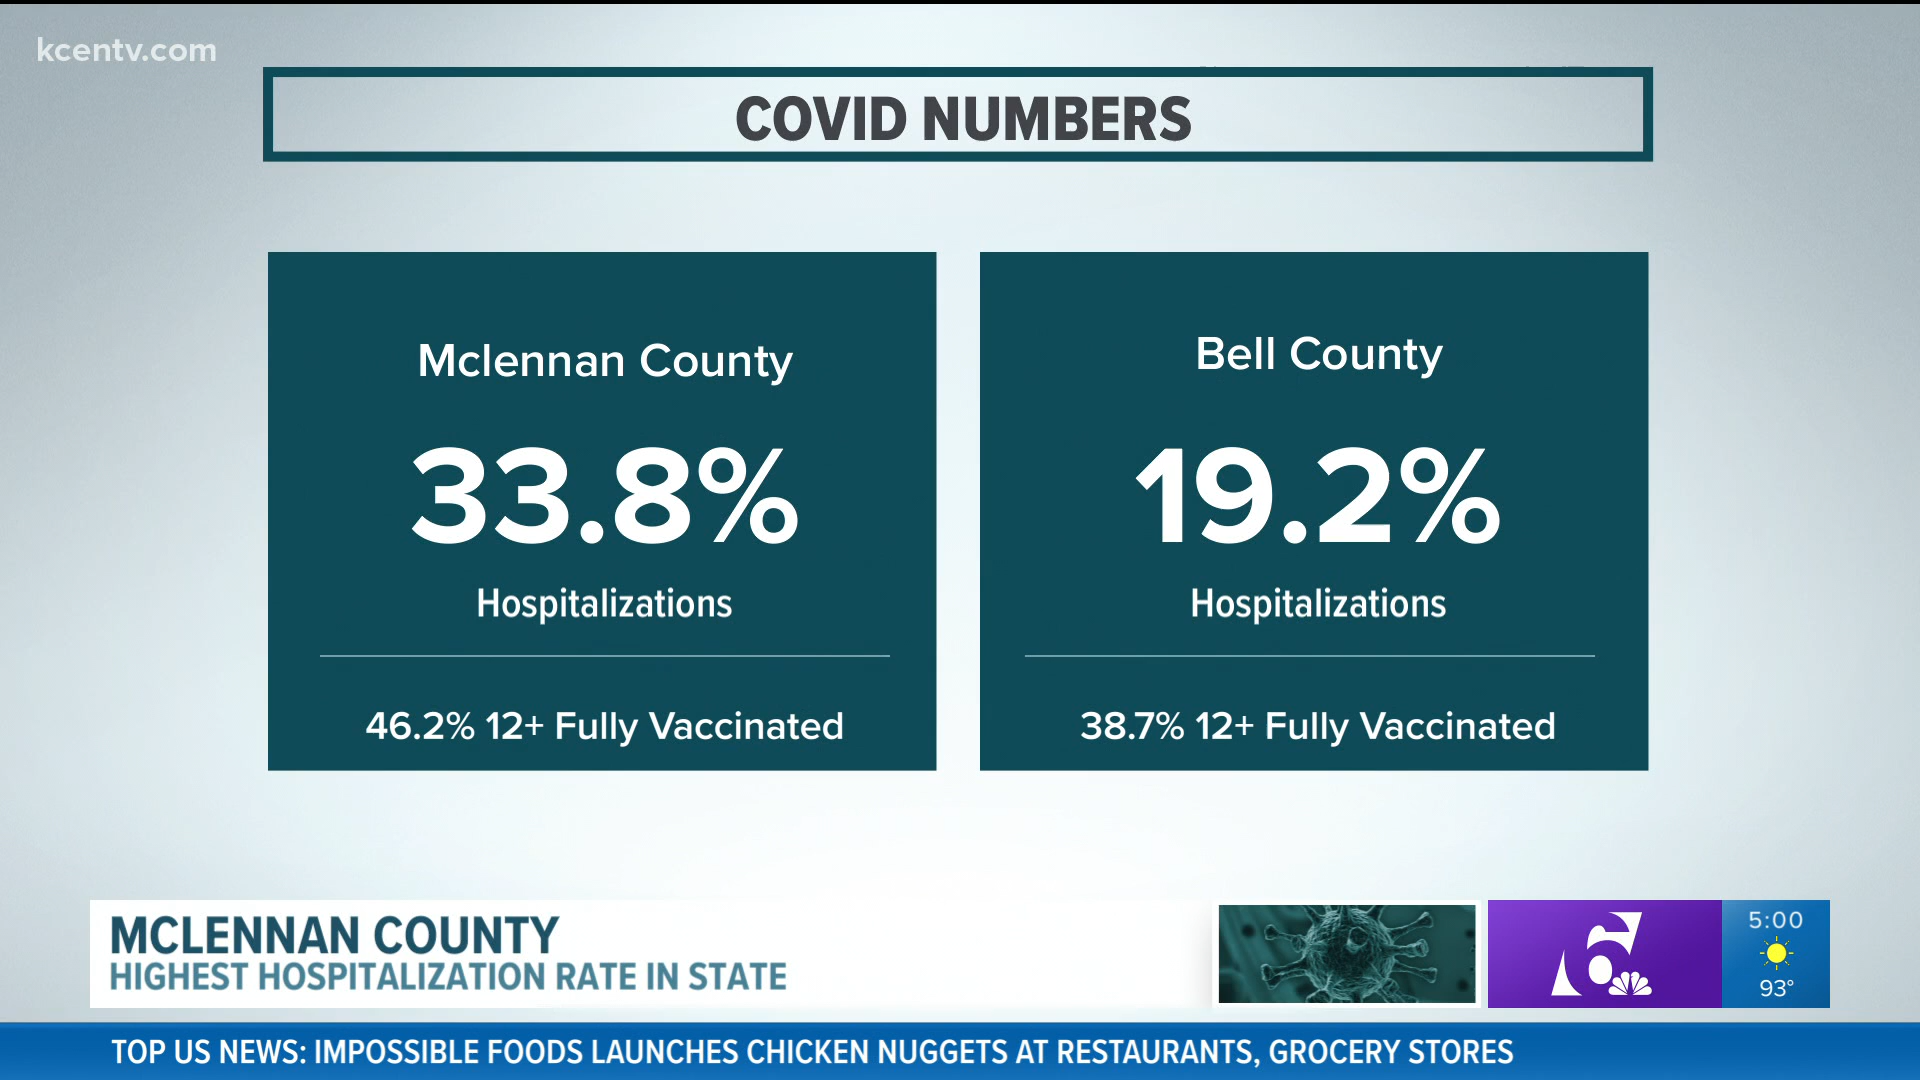 kcentv.com
COVID NUMBERS
Mclennan County
33.8%
Hospitalizations
46.2% 12+ Fully Vaccinated
Bell County
19.2%
Hospitalizations
38.7% 12+ Fully Vaccinated
MCLENNAN COUNTY
HIGHEST HOSPITALIZATION RATE IN STATE
6
5:00
93°
TOP US NEWS: IMPOSSIBLE FOODS LAUNCHES CHICKEN NUGGETS AT RESTAURANTS, GROCERY STORES